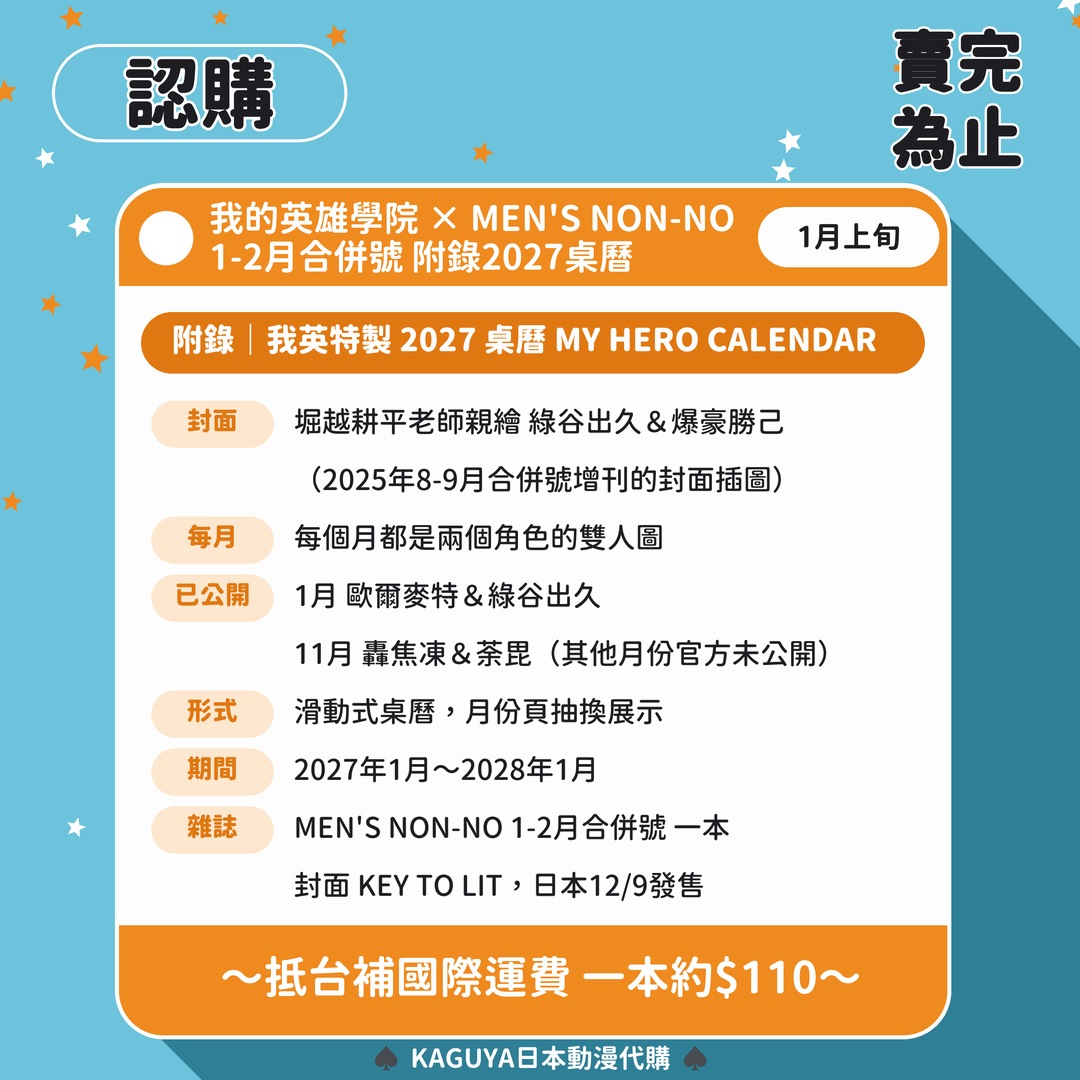 認購
賣完
為止
我的英雄學院 × MEN'S NON-NO
1-2月合併號 附錄2027桌曆
1月上旬
附錄｜我英特製 2027 桌曆 MY HERO CALENDAR
封面 堀越耕平老師親繪 綠谷出久＆爆豪勝己
（2025年8-9月合併號增刊的封面插圖）
每月 每個月都是兩個角色的雙人圖
已公開 1月 歐爾麥特＆綠谷出久
11月 轟焦凍＆荼毘（其他月份官方未公開）
形式 滑動式桌曆，月份頁抽換展示
期間 2027年1月～2028年1月
雜誌 MEN'S NON-NO 1-2月合併號 一本
封面 KEY TO LIT，日本12/9發售
～抵台補國際運費 一本約$110～
♠ KAGUYA日本動漫代購 ♠